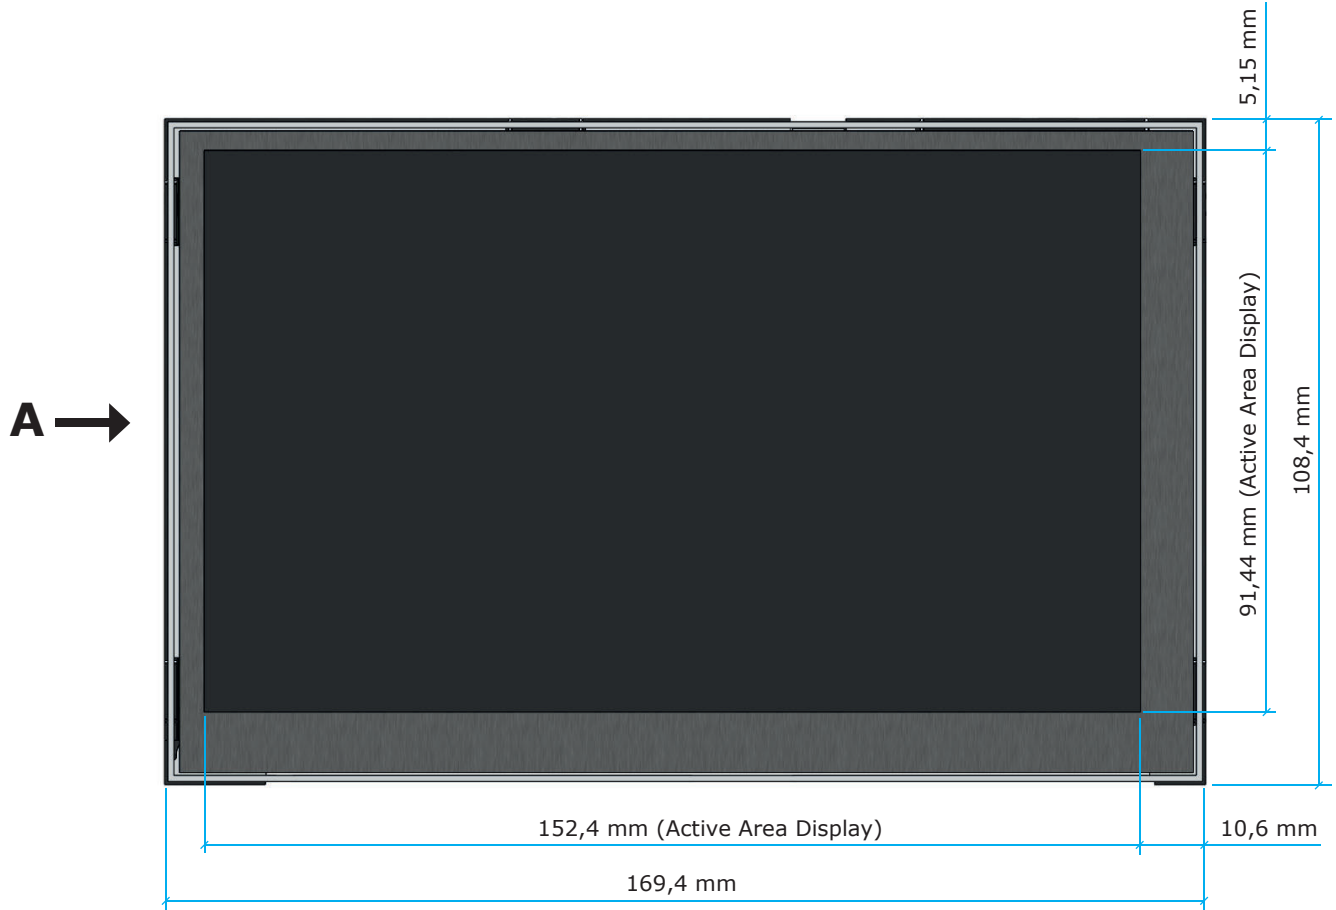 5,15 mm
A
91,44 mm (Active Area Display)
108,4 mm
152,4 mm (Active Area Display)
10,6 mm
169,4 mm